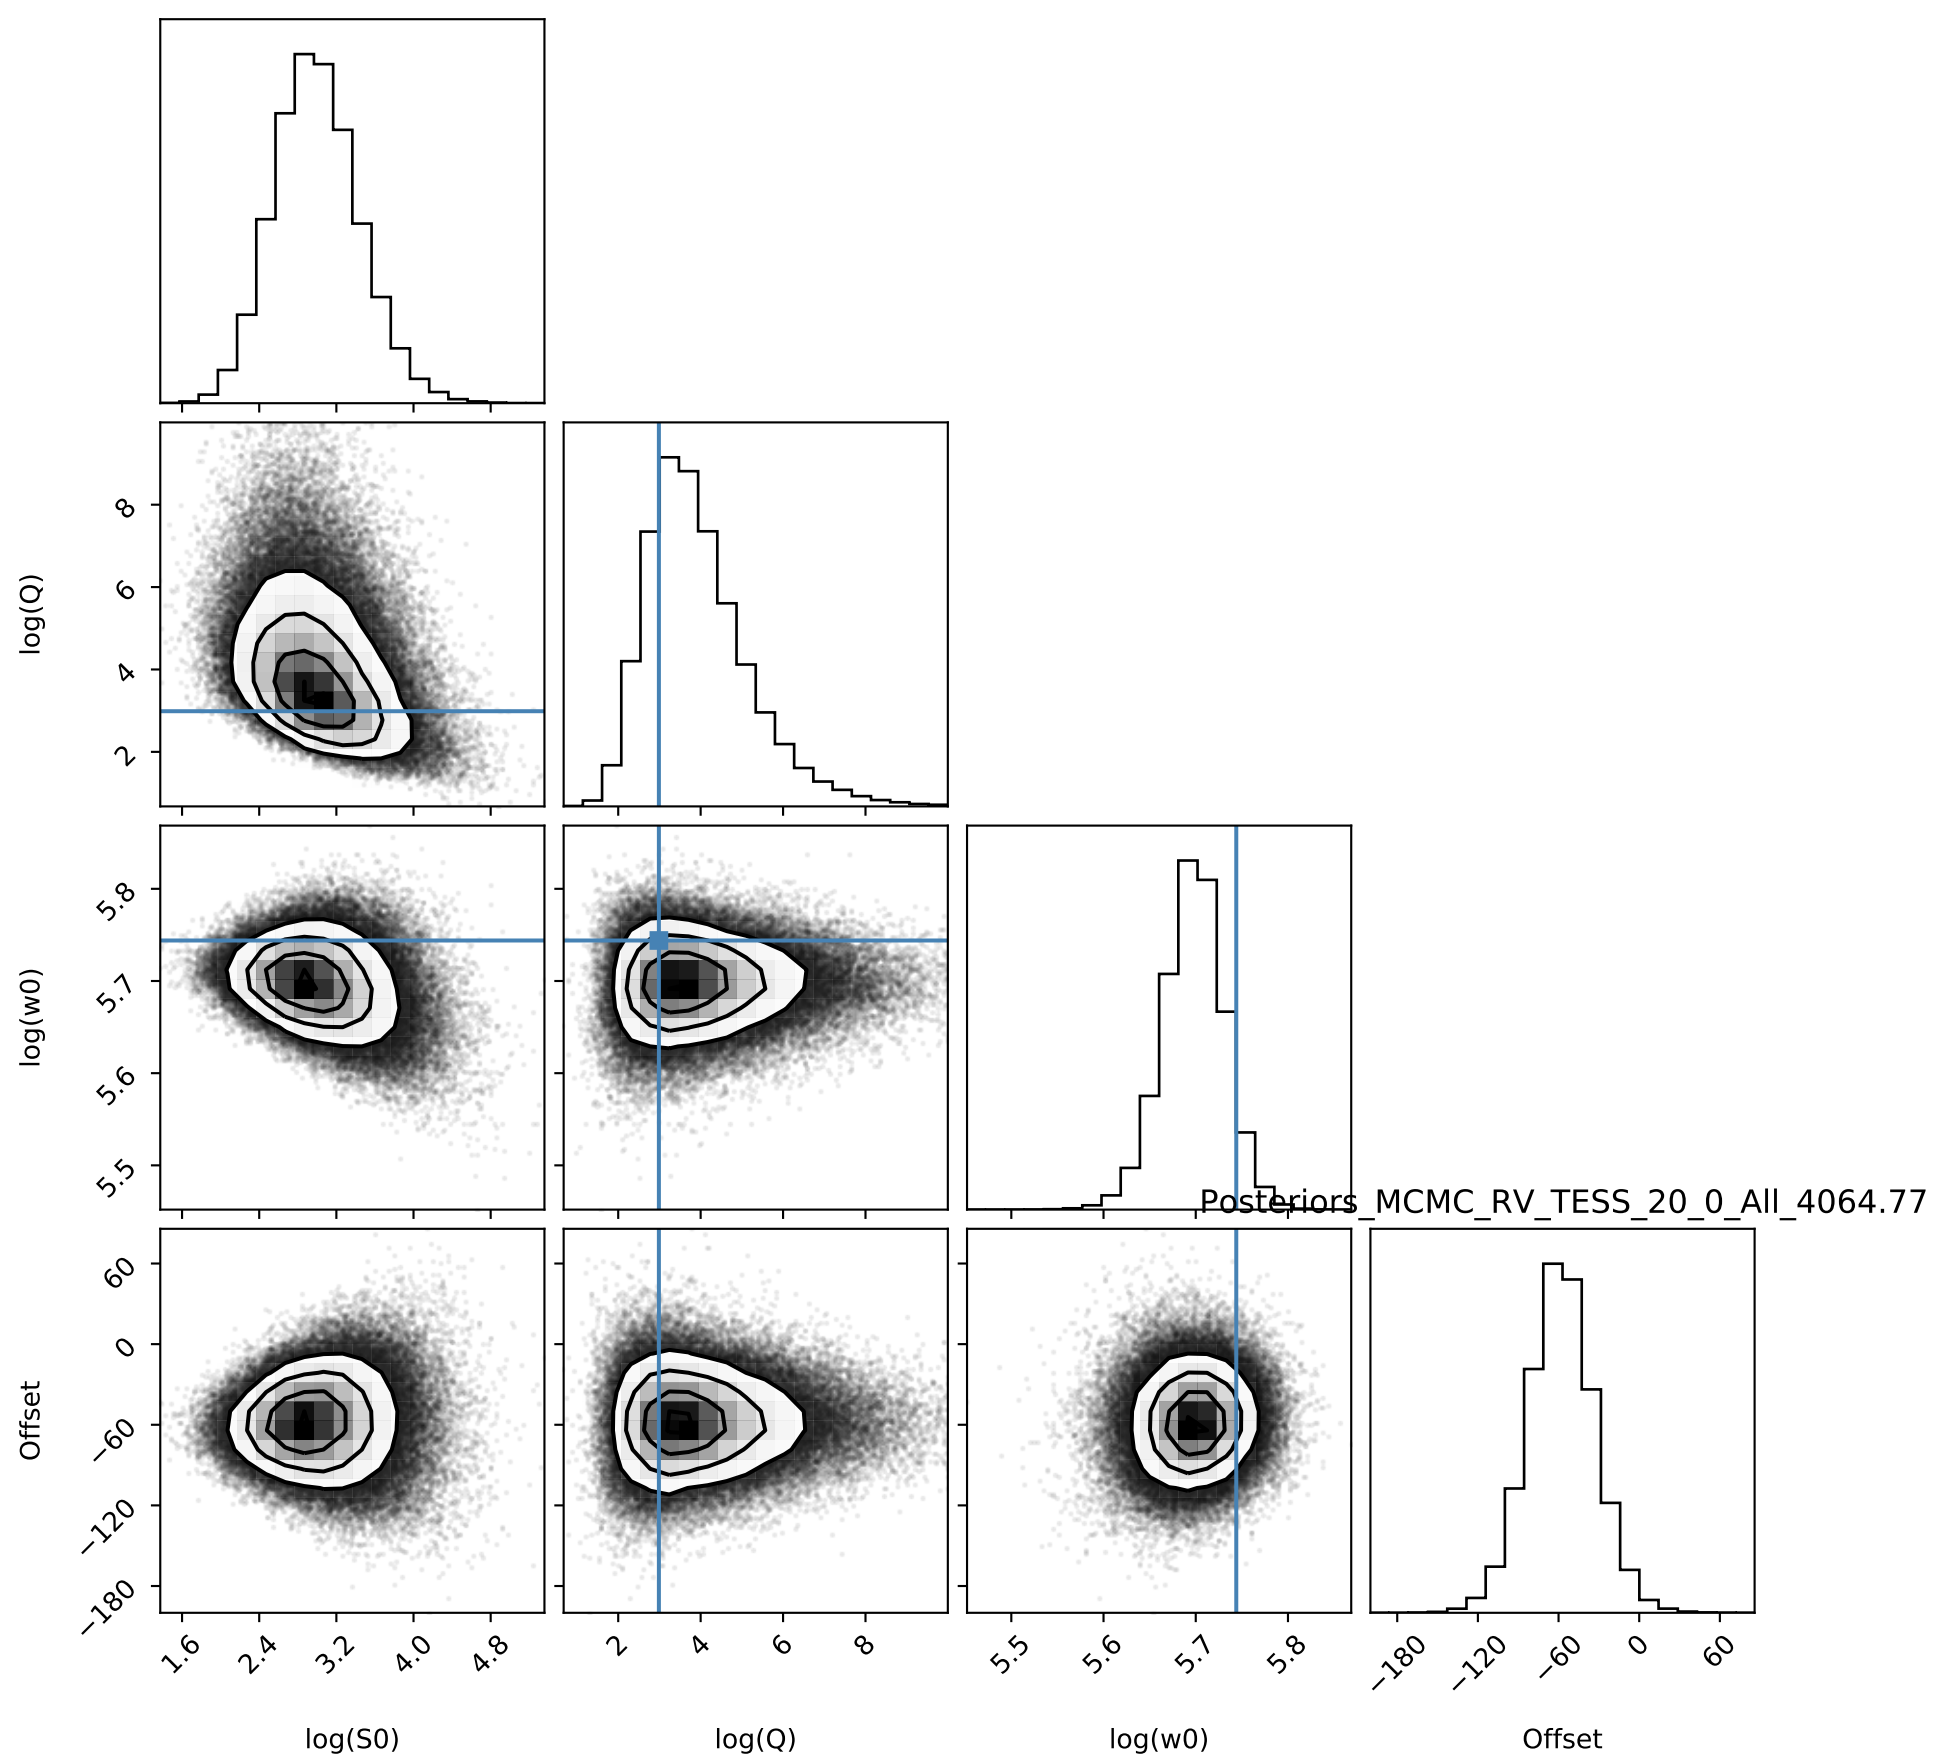 log(Q)
8
6
4
2
log(w0)
5.8
5.7
5.6
5.5
Posteriors_MCMC_RV_TESS_20_0_All_4064.77
Offset
60
0
−60
−120
−180
1.6 2.4 3.2 4.0 4.8
2 4 6 8
5.5 5.6 5.7 5.8
−180 −120 −60 0 60
log(S0) log(Q) log(w0) Offset